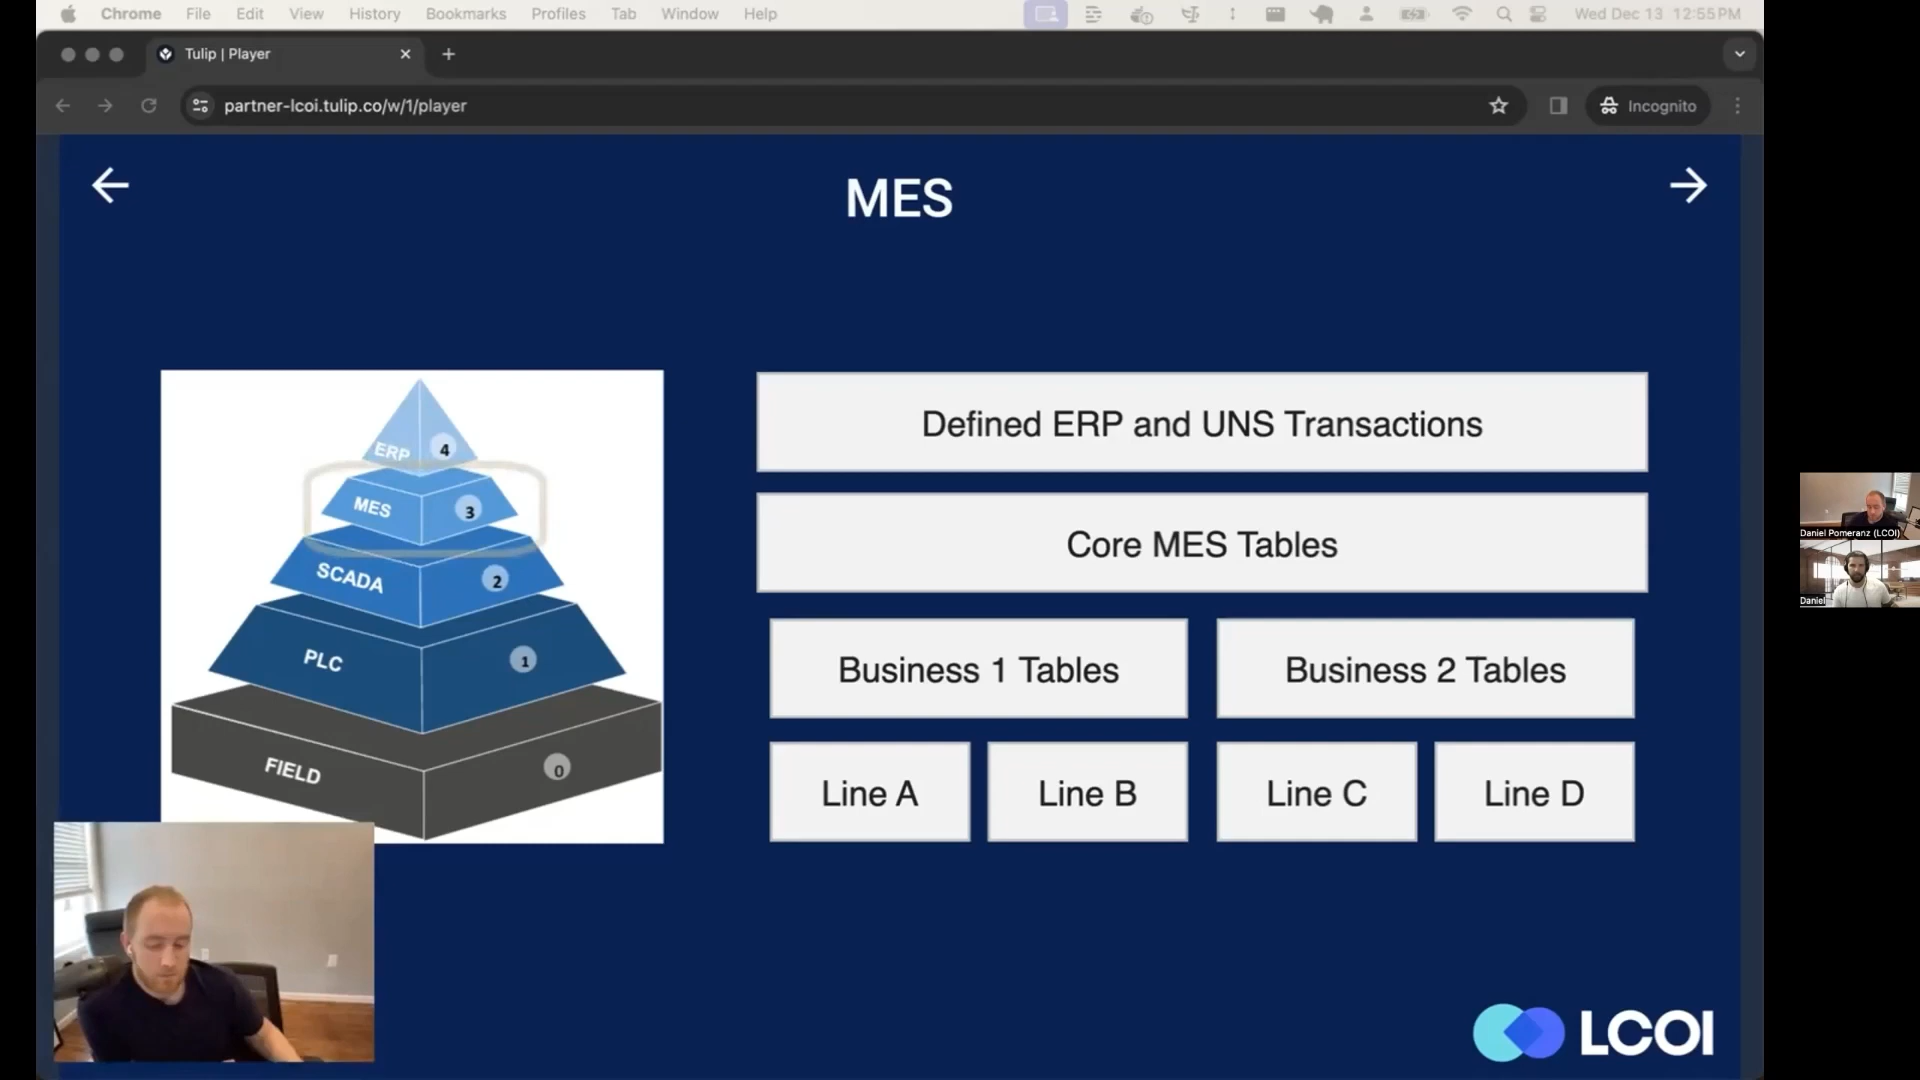 Chrome File Edit View History Bookmarks Profiles Tab Window Help Wed Dec 13 12:55 PM
Tulip | Player
partner-lcoi.tulip.co/w/1/player
Incognito
MES
ERP 4
MES 3
SCADA 2
PLC 1
FIELD 0
Defined ERP and UNS Transactions
Core MES Tables
Business 1 Tables Business 2 Tables
Line A Line B Line C Line D
LCOI
Daniel Pomeranz (LCOI)
Daniel